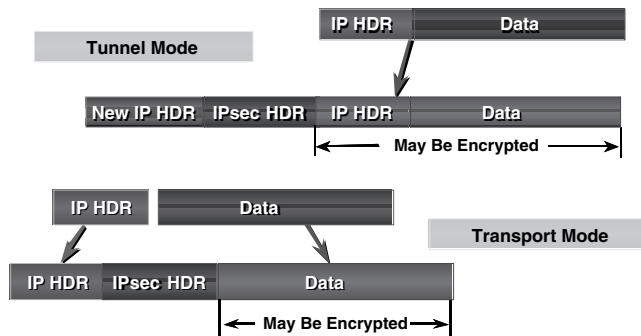 IP HDR Data
Tunnel Mode
New IP HDR IPsec HDR IP HDR Data
May Be Encrypted
IP HDR Data
Transport Mode
IP HDR IPsec HDR Data
May Be Encrypted